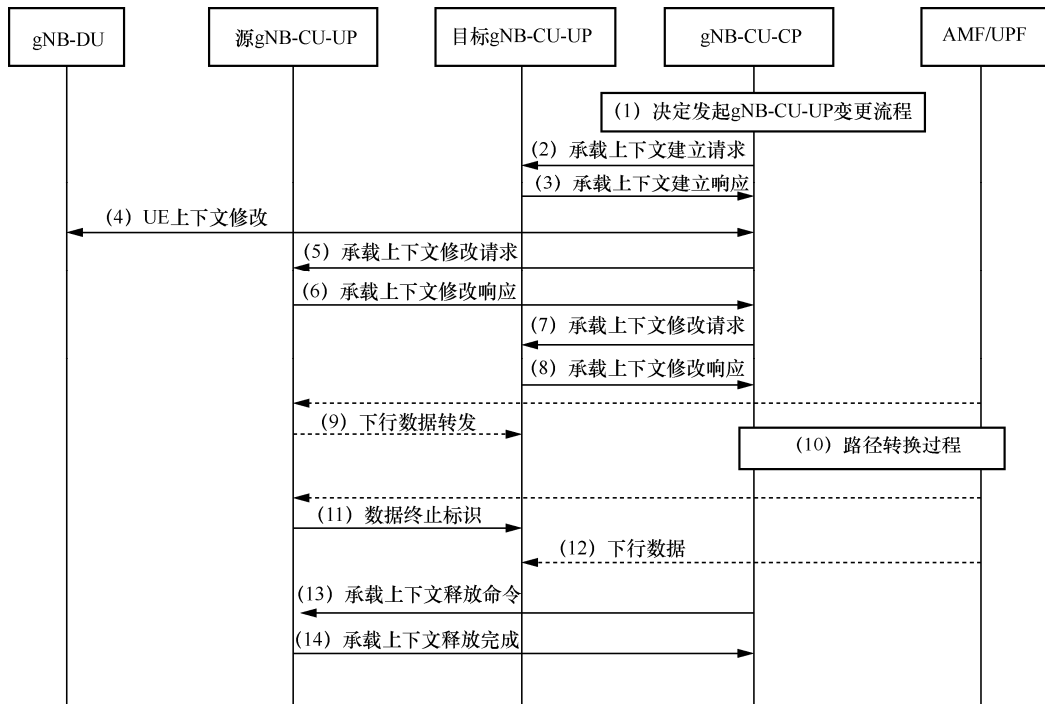 gNB-DU
源gNB-CU-UP
目标gNB-CU-UP
gNB-CU-CP
AMF/UPF
(1) 决定发起gNB-CU-UP变更流程
(2) 承载上下文建立请求
(3) 承载上下文建立响应
(4) UE上下文修改
(5) 承载上下文修改请求
(6) 承载上下文修改响应
(7) 承载上下文修改请求
(8) 承载上下文修改响应
(9) 下行数据转发
(10) 路径转换过程
(11) 数据终止标识
(12) 下行数据
(13) 承载上下文释放命令
(14) 承载上下文释放完成